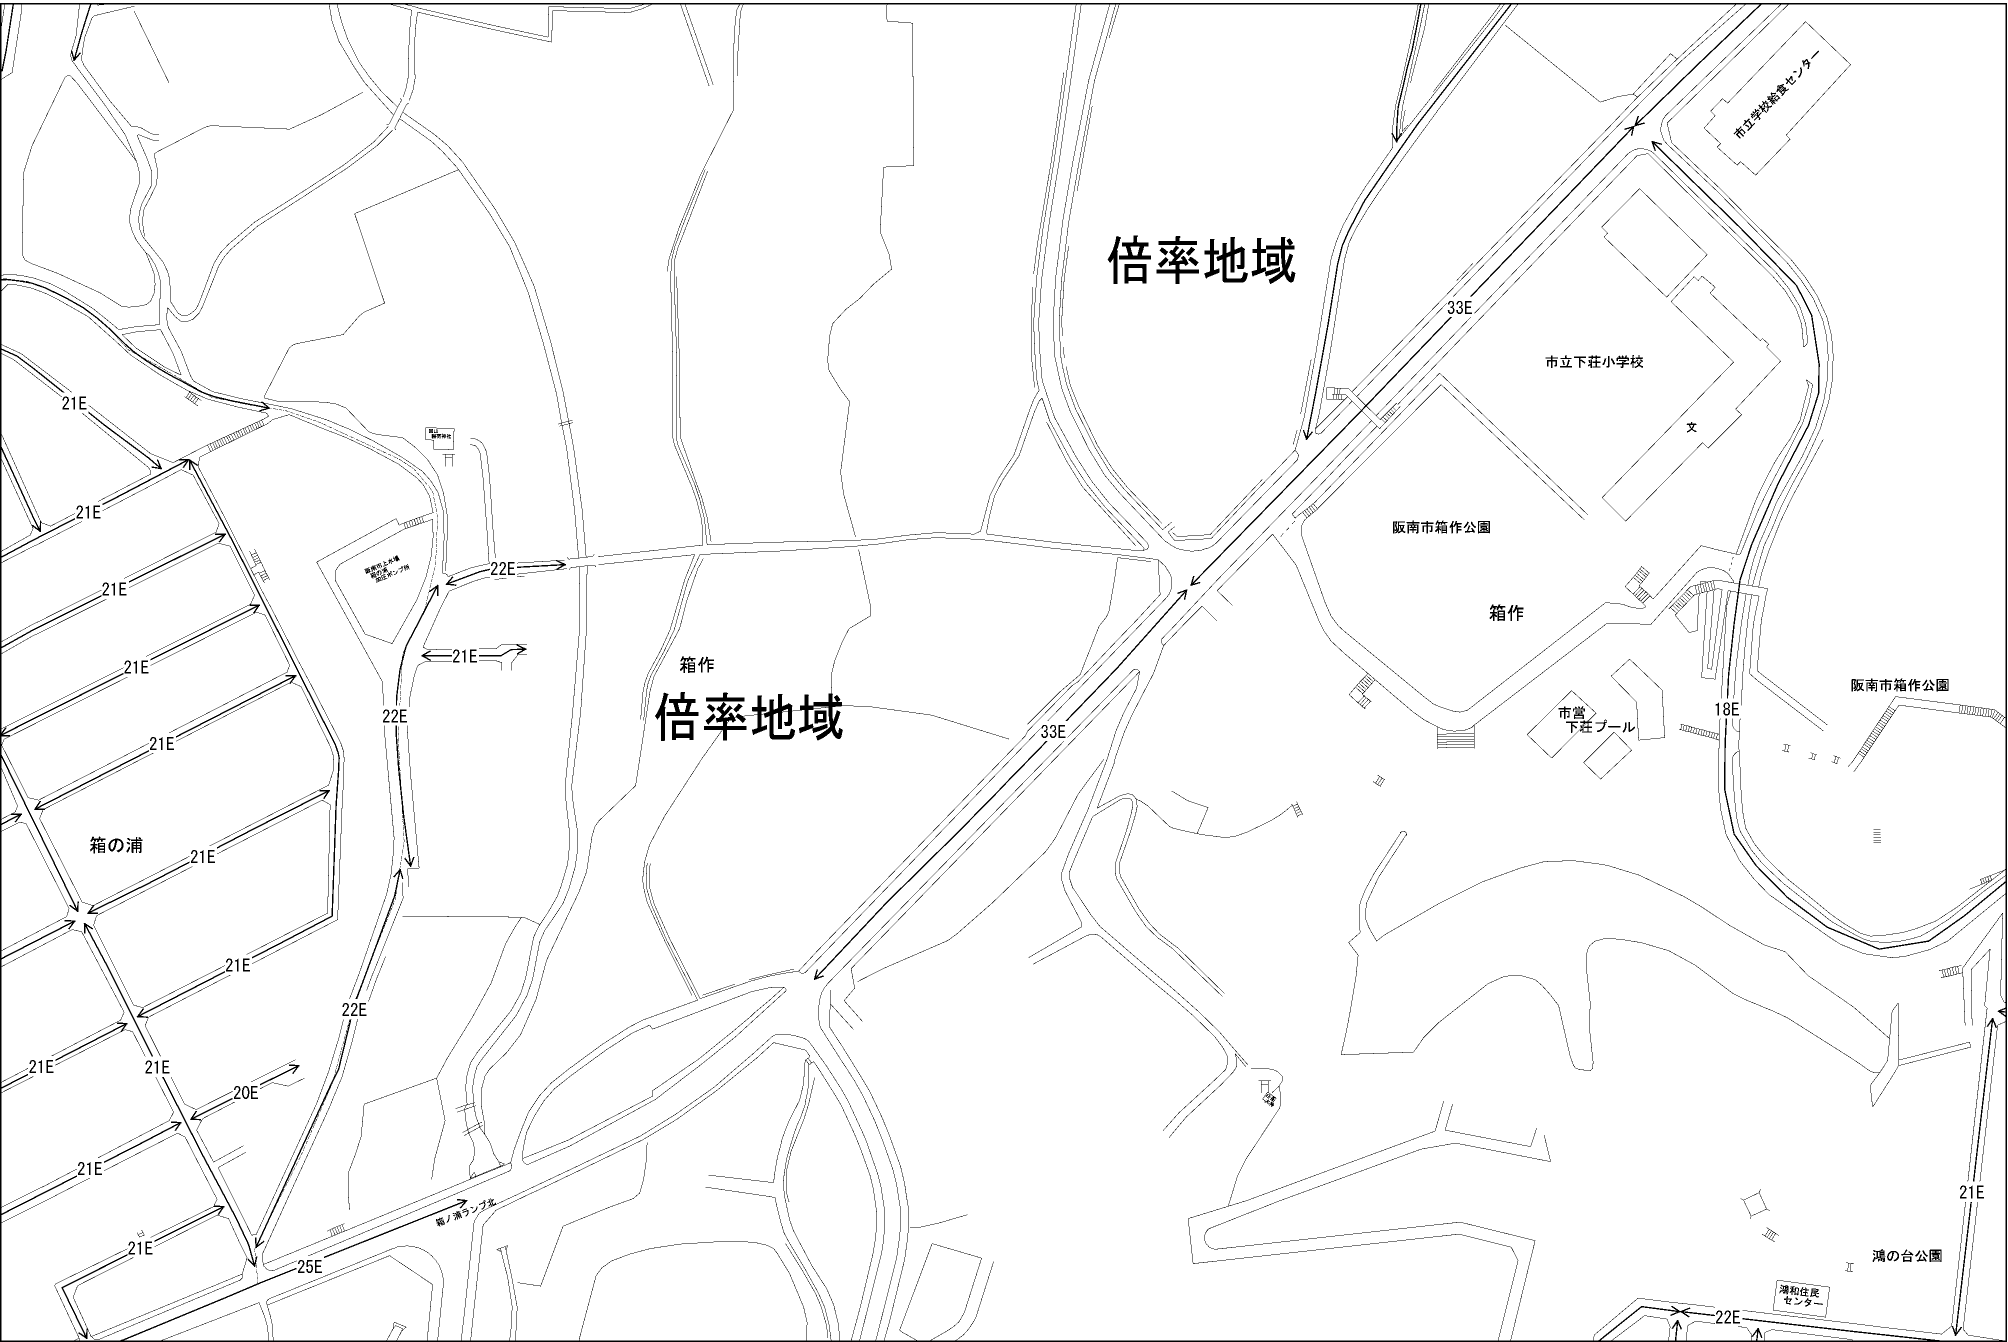 市立学校給食センター
倍率地域
33E
市立下荘小学校
21E
文
21E
阪南市箱作公園
22E
21E
箱作
21E
箱作
21E
阪南市箱作公園
倍率地域
22E
市営
下荘プール
18E
33E
21E
箱の浦
21E
21E
22E
21E
21E
20E
21E
21E
箱ノ浦ランプ北
21E
鴻の台公園
25E
鴻和住民
センター
22E